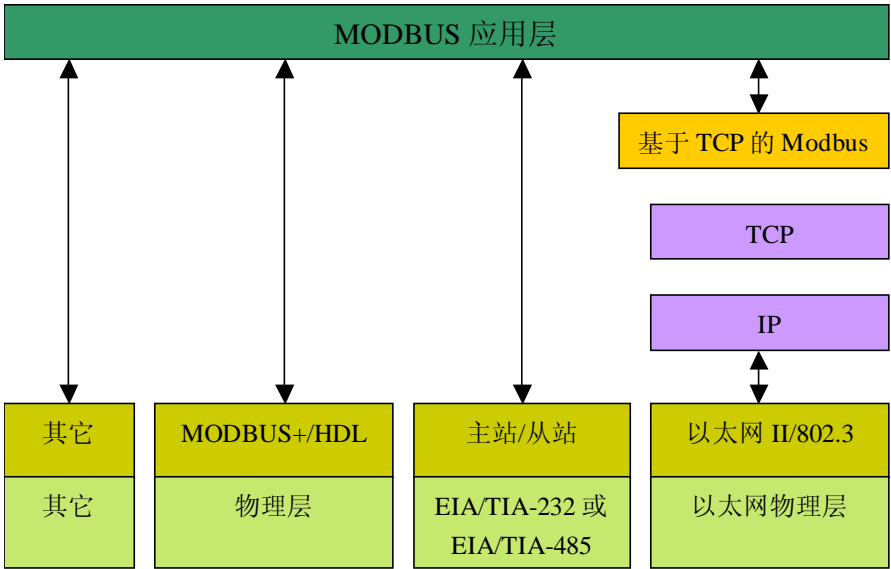 MODBUS 应用层
基于 TCP 的 Modbus
TCP
IP
其它
MODBUS+/HDL
主站/从站
以太网 II/802.3
其它
物理层
EIA/TIA-232 或
EIA/TIA-485
以太网物理层